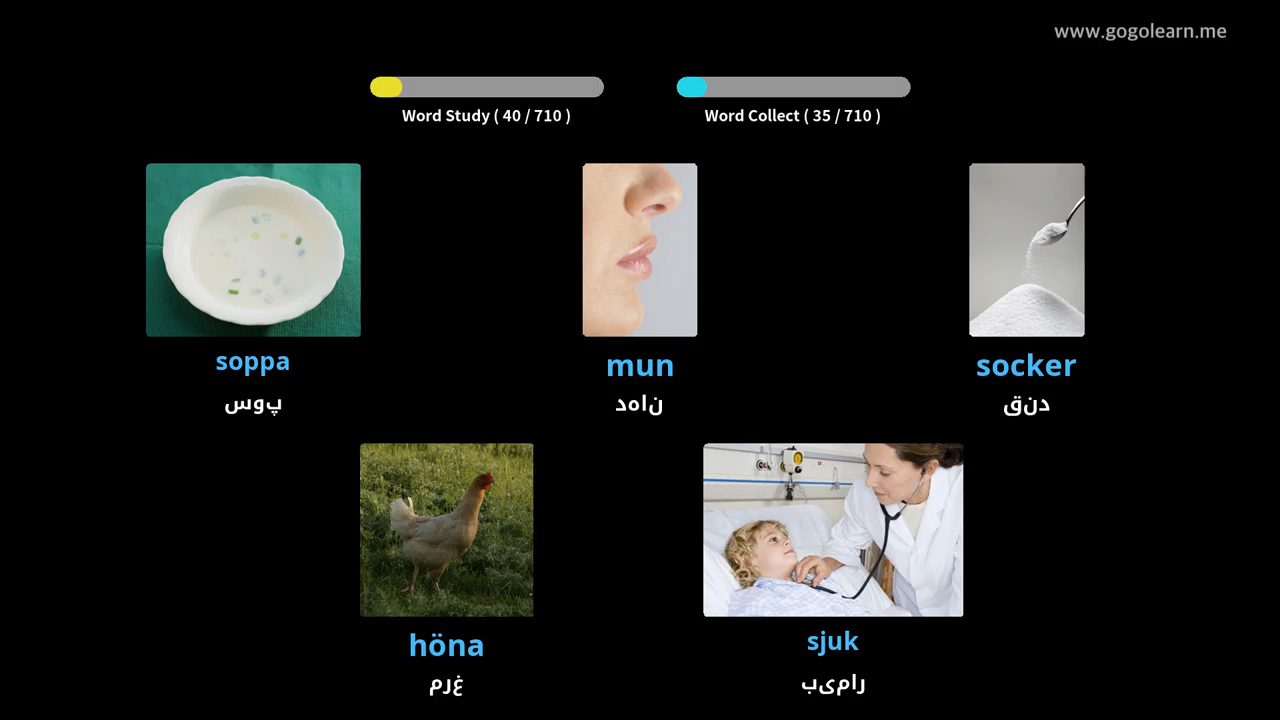 www.gogolearn.me
Word Study ( 40 / 710 )
Word Collect ( 35 / 710 )
soppa
سوپ
mun
دهان
socker
قند
höna
مرغ
sjuk
بیمار